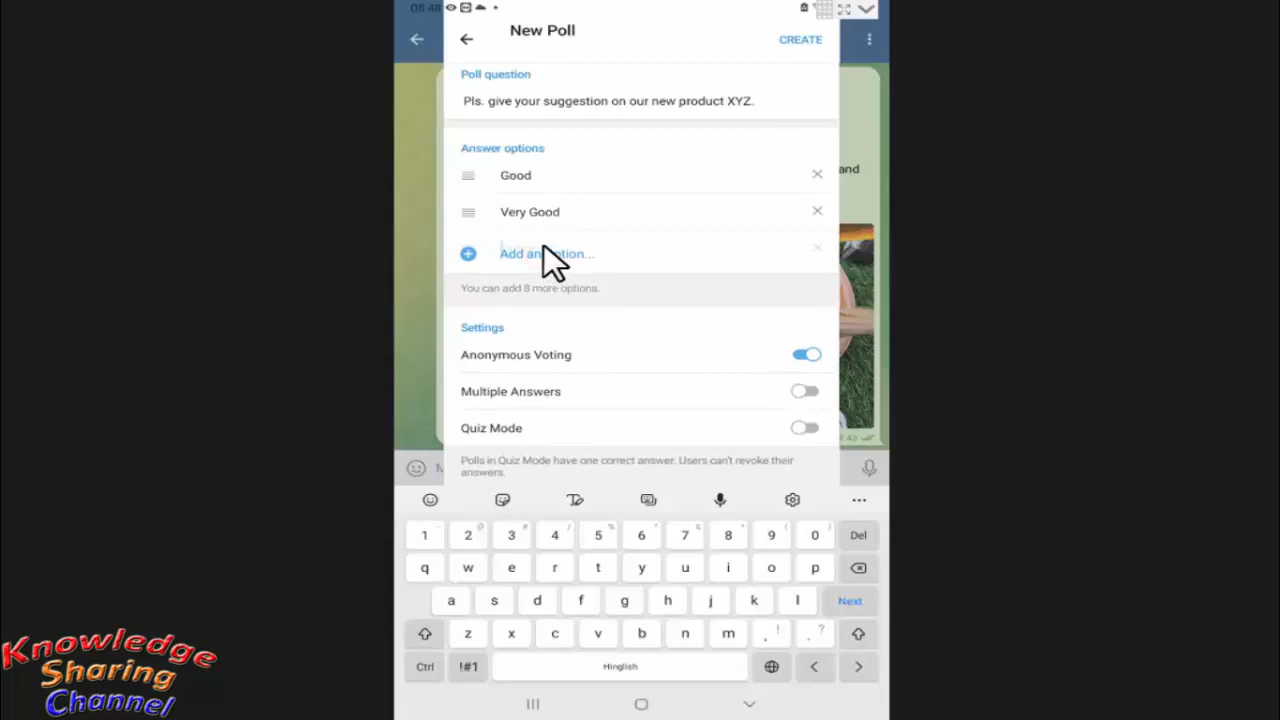 08:48
New Poll
CREATE
Poll question
Pls. give your suggestion on our new product XYZ.
Answer options
Good
and
Very Good
Add an option...
You can add 8 more options.
Settings
Anonymous Voting
Multiple Answers
Quiz Mode
:43
Polls in Quiz Mode have one correct answer. Users can't revoke their
answers.
M
1 2 3 4 5 6 7 8 9 0 Del
q w e r t y u i o p
a s d f g h j k l Next
z x c v b n m , ! . ?
Ctrl !#1 Hinglish < >
Knowledge
Sharing
Channel